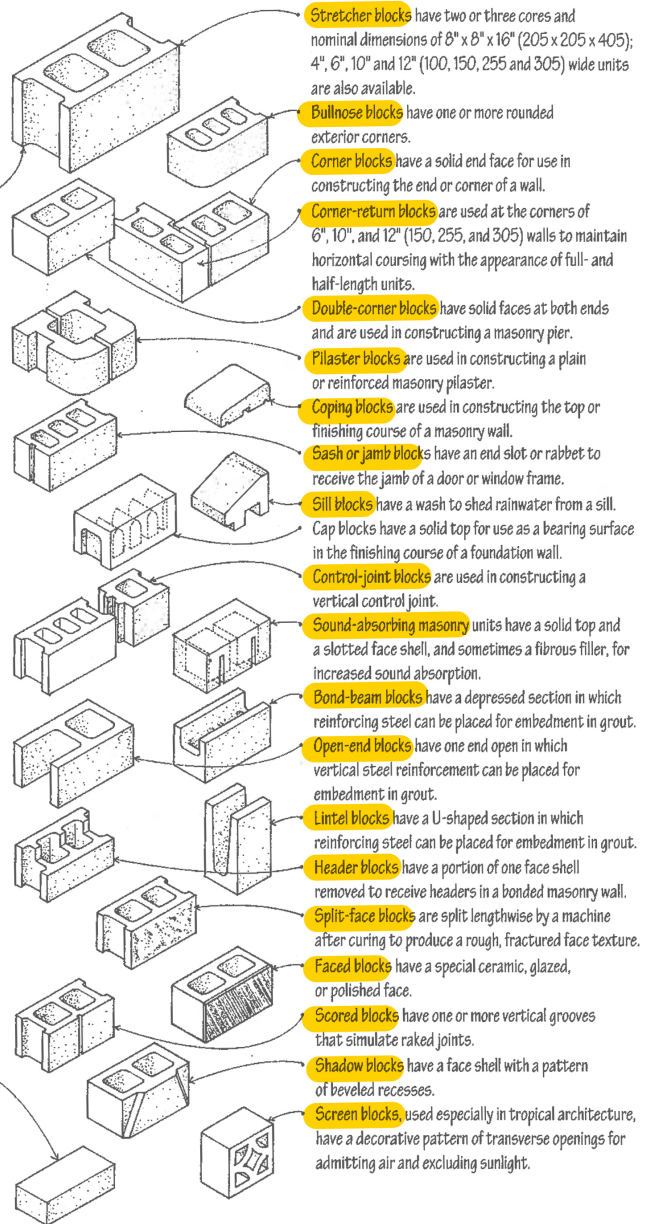 Stretcher blocks have two or three cores and
nominal dimensions of 8" x 8" x 16" (205 x 205 x 405);
4", 6", 10" and 12" (100, 150, 255 and 305) wide units
are also available.
Bullnose blocks have one or more rounded
exterior corners.
Corner blocks have a solid end face for use in
constructing the end or corner of a wall.
Corner-return blocks are used at the corners of
6", 10", and 12" (150, 255, and 305) walls to maintain
horizontal coursing with the appearance of full- and
half-length units.
Double-corner blocks have solid faces at both ends
and are used in constructing a masonry pier.
Pilaster blocks are used in constructing a plain
or reinforced masonry pilaster.
Coping blocks are used in constructing the top or
finishing course of a masonry wall.
Sash or jamb blocks have an end slot or rabbet to
receive the jamb of a door or window frame.
Sill blocks have a wash to shed rainwater from a sill.
Cap blocks have a solid top for use as a bearing surface
in the finishing course of a foundation wall.
Control-joint blocks are used in constructing a
vertical control joint.
Sound-absorbing masonry units have a solid top and
a slotted face shell, and sometimes a fibrous filler, for
increased sound absorption.
Bond-beam blocks have a depressed section in which
reinforcing steel can be placed for embedment in grout.
Open-end blocks have one end open in which
vertical steel reinforcement can be placed for
embedment in grout.
Lintel blocks have a U-shaped section in which
reinforcing steel can be placed for embedment in grout.
Header blocks have a portion of one face shell
removed to receive headers in a bonded masonry wall.
Split-face blocks are split lengthwise by a machine
after curing to produce a rough, fractured face texture.
Faced blocks have a special ceramic, glazed,
or polished face.
Scored blocks have one or more vertical grooves
that simulate raked joints.
Shadow blocks have a face shell with a pattern
of beveled recesses.
Screen blocks, used especially in tropical architecture,
have a decorative pattern of transverse openings for
admitting air and excluding sunlight.